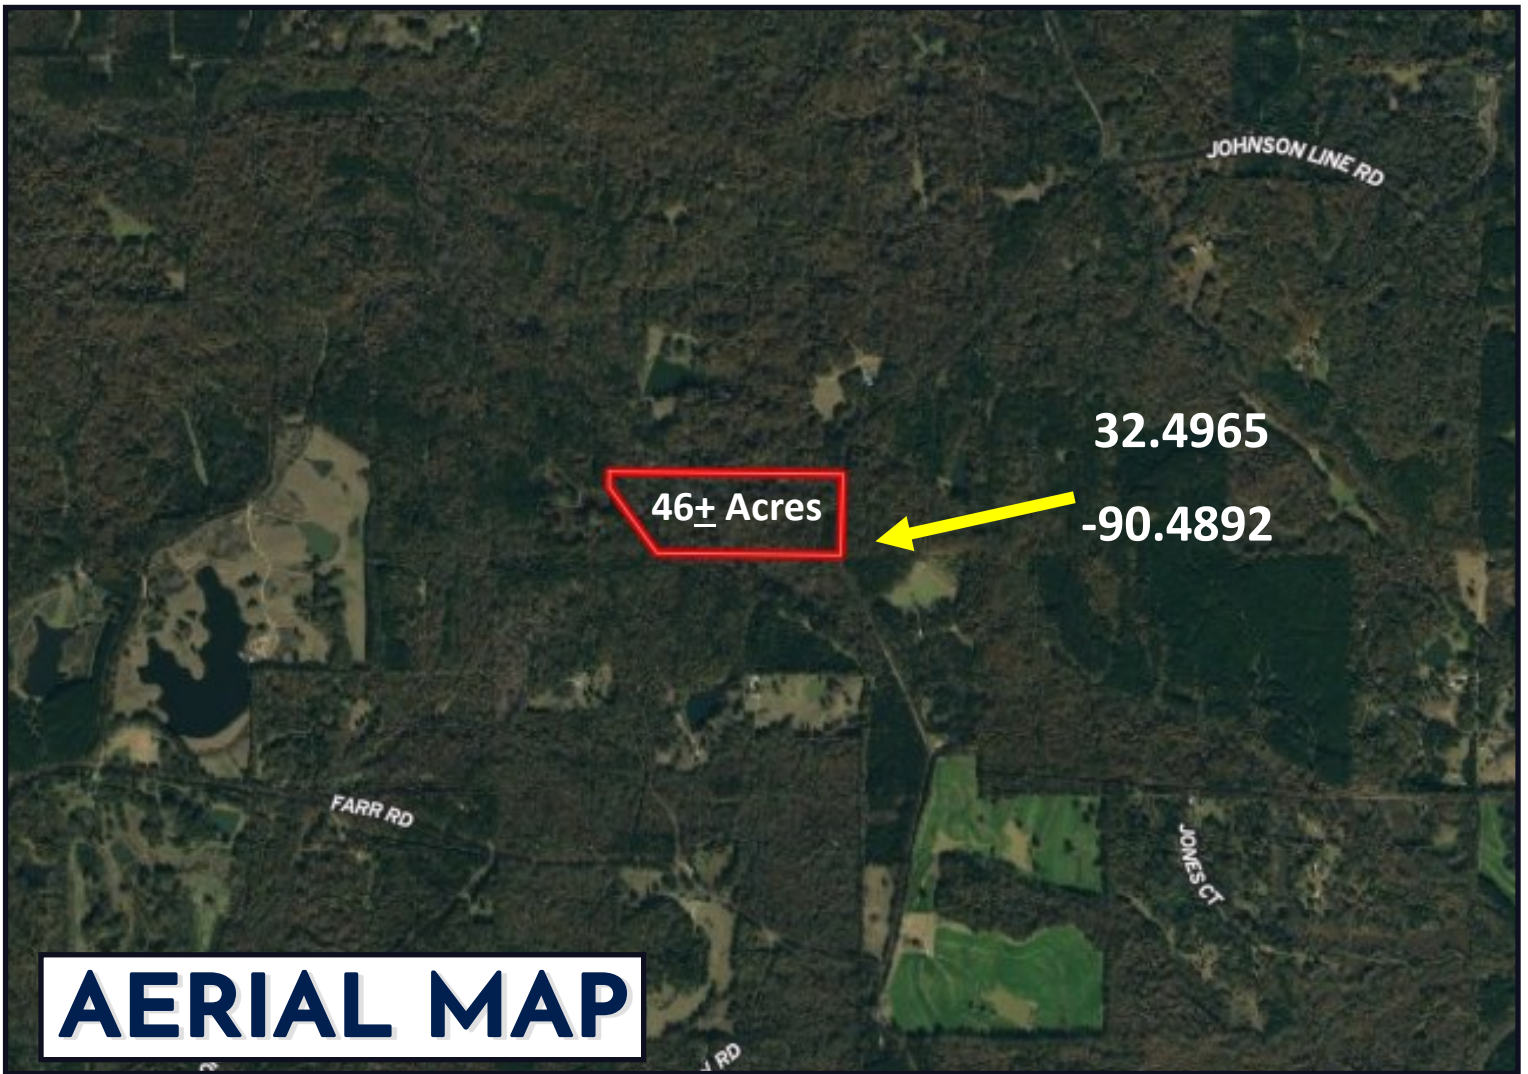 JOHNSON LINE RD
32.4965
46± Acres
-90.4892
FARR RD
JONES CT
AERIAL MAP
RD